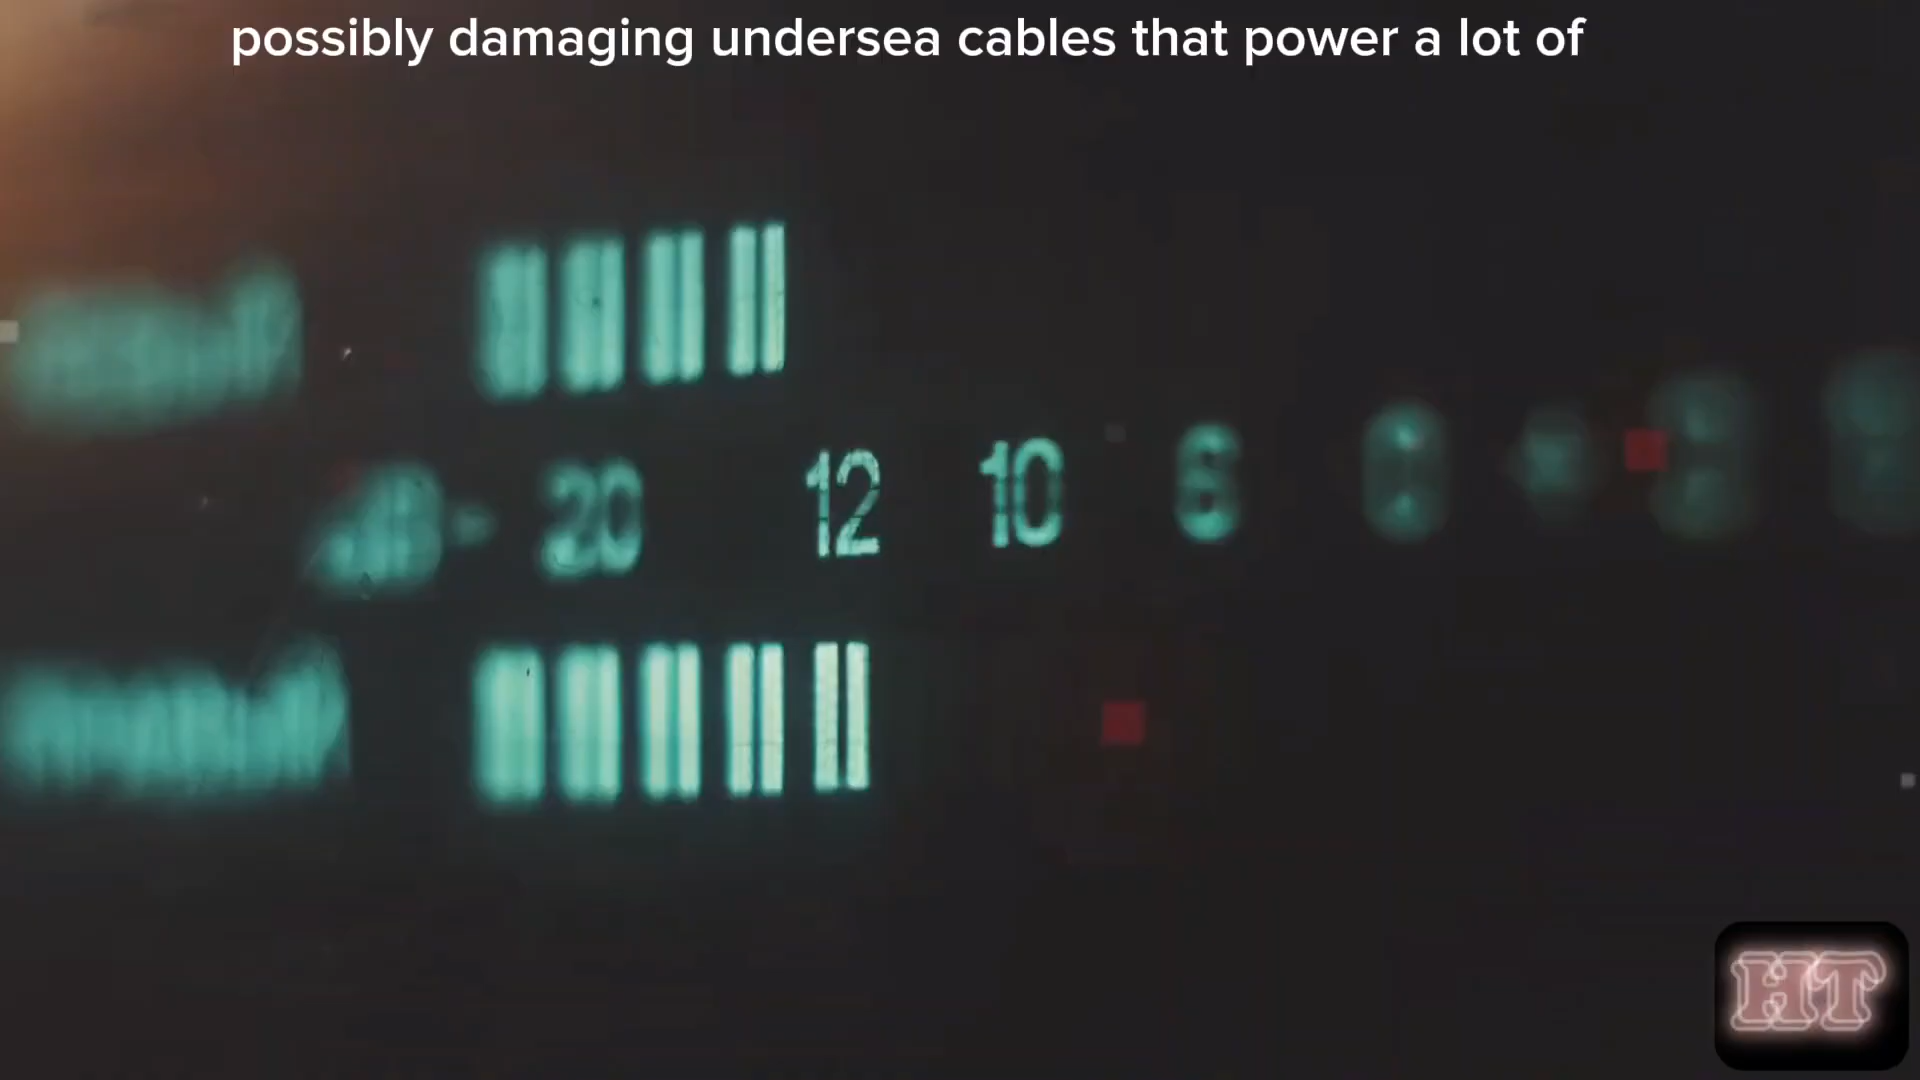 possibly damaging undersea cables that power a lot of
20 12 10 6
HT